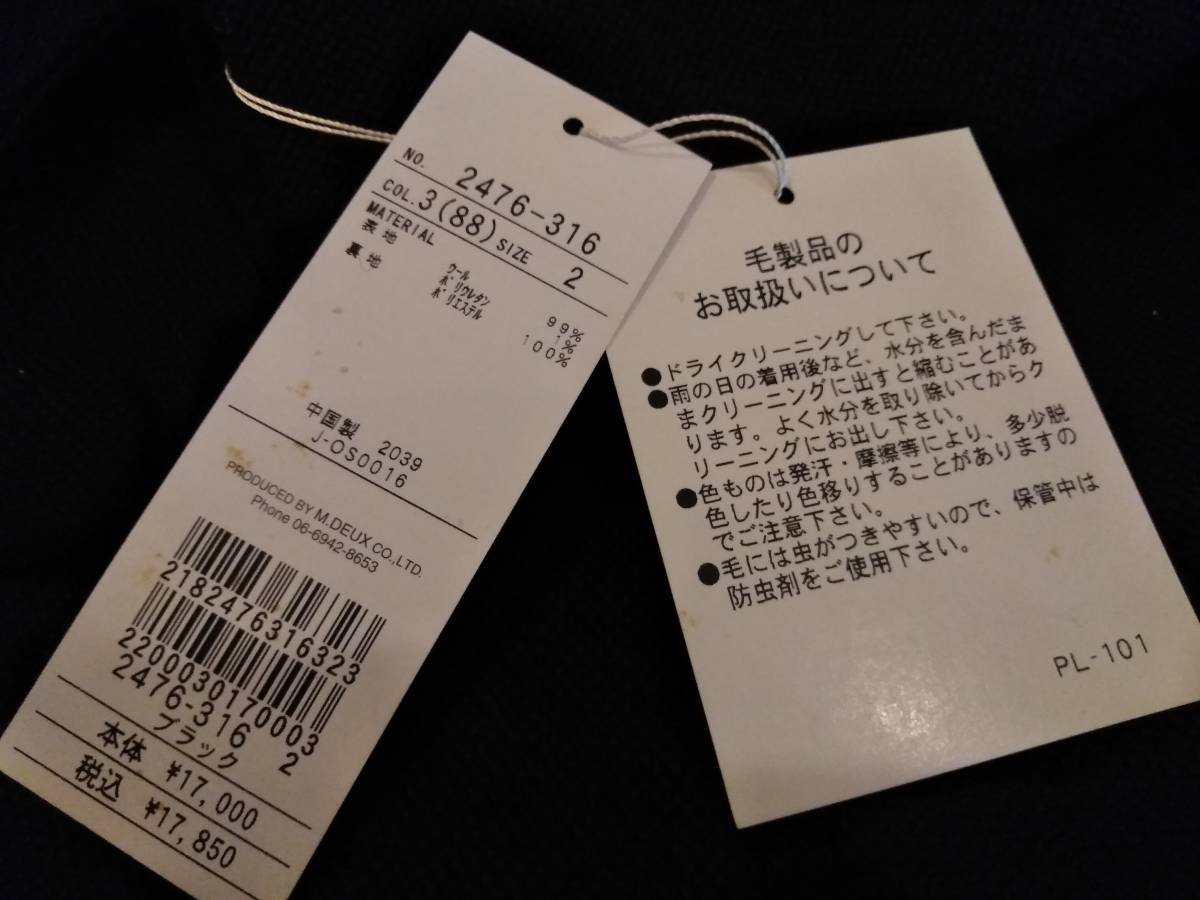 NO. 2476-316
COL. 3(88) SIZE 2
MATERIAL
表地 ウール 99%
ポリウレタン 1%
裏地 ポリエステル 100%
中国製 2039
J-OS0016
PRODUCED BY M.DEUX CO.,LTD.
Phone 06-6942-8653
2182476316323
2200030170003
2476-316 2
ブラック
本体 ¥17,000
税込 ¥17,850
毛製品の
お取扱いについて
●ドライクリーニングして下さい。
●雨の日の着用後など、水分を含んだま
まクリーニングに出すと縮むことがあ
ります。よく水分を取り除いてからク
リーニングにお出し下さい。
●色ものは発汗・摩擦等により、多少脱
色したり色移りすることがありますの
でご注意下さい。
●毛には虫がつきやすいので、保管中は
防虫剤をご使用下さい。
PL-101